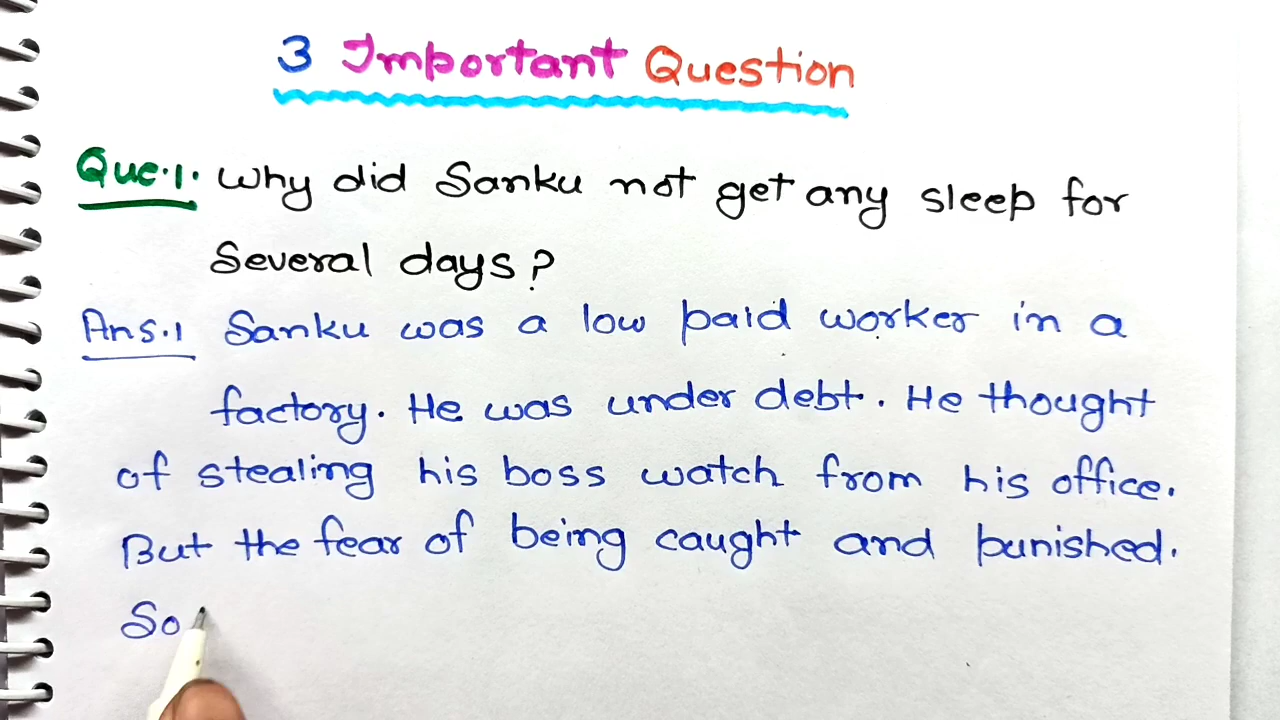 3 Important Question
Que.1. Why did Sanku not get any sleep for
several days?
Ans.1 Sanku was a low paid worker in a
factory. He was under debt. He thought
of stealing his boss watch from his office.
But the fear of being caught and punished.
So